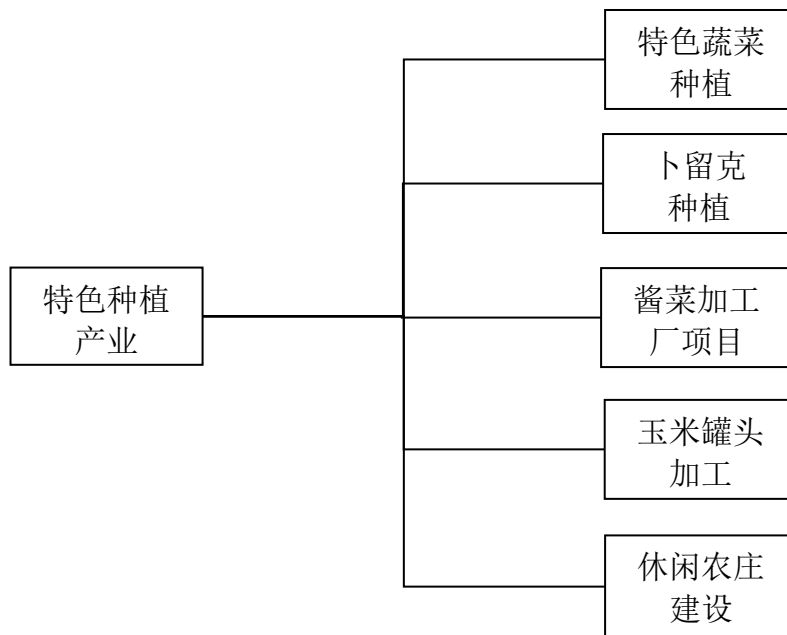 特色蔬菜
种植
卜留克
种植
特色种植
产业
酱菜加工
厂项目
玉米罐头
加工
休闲农庄
建设